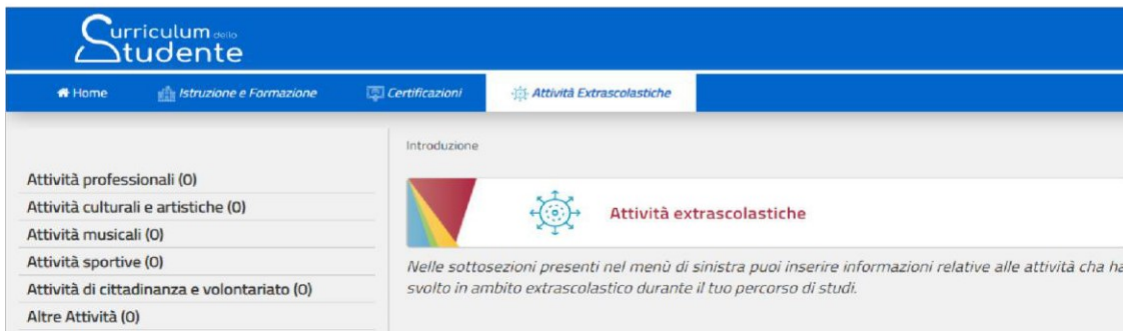 Curriculum dello
Studente
Home
Istruzione e Formazione
Certificazioni
Attività Extrascolastiche
Introduzione
Attività professionali (0)
Attività culturali e artistiche (0)
Attività musicali (0)
Attività sportive (0)
Attività di cittadinanza e volontariato (0)
Altre Attività (0)
Attività extrascolastiche
Nelle sottosezioni presenti nel menù di sinistra puoi inserire informazioni relative alle attività cha ha
svolto in ambito extrascolastico durante il tuo percorso di studi.